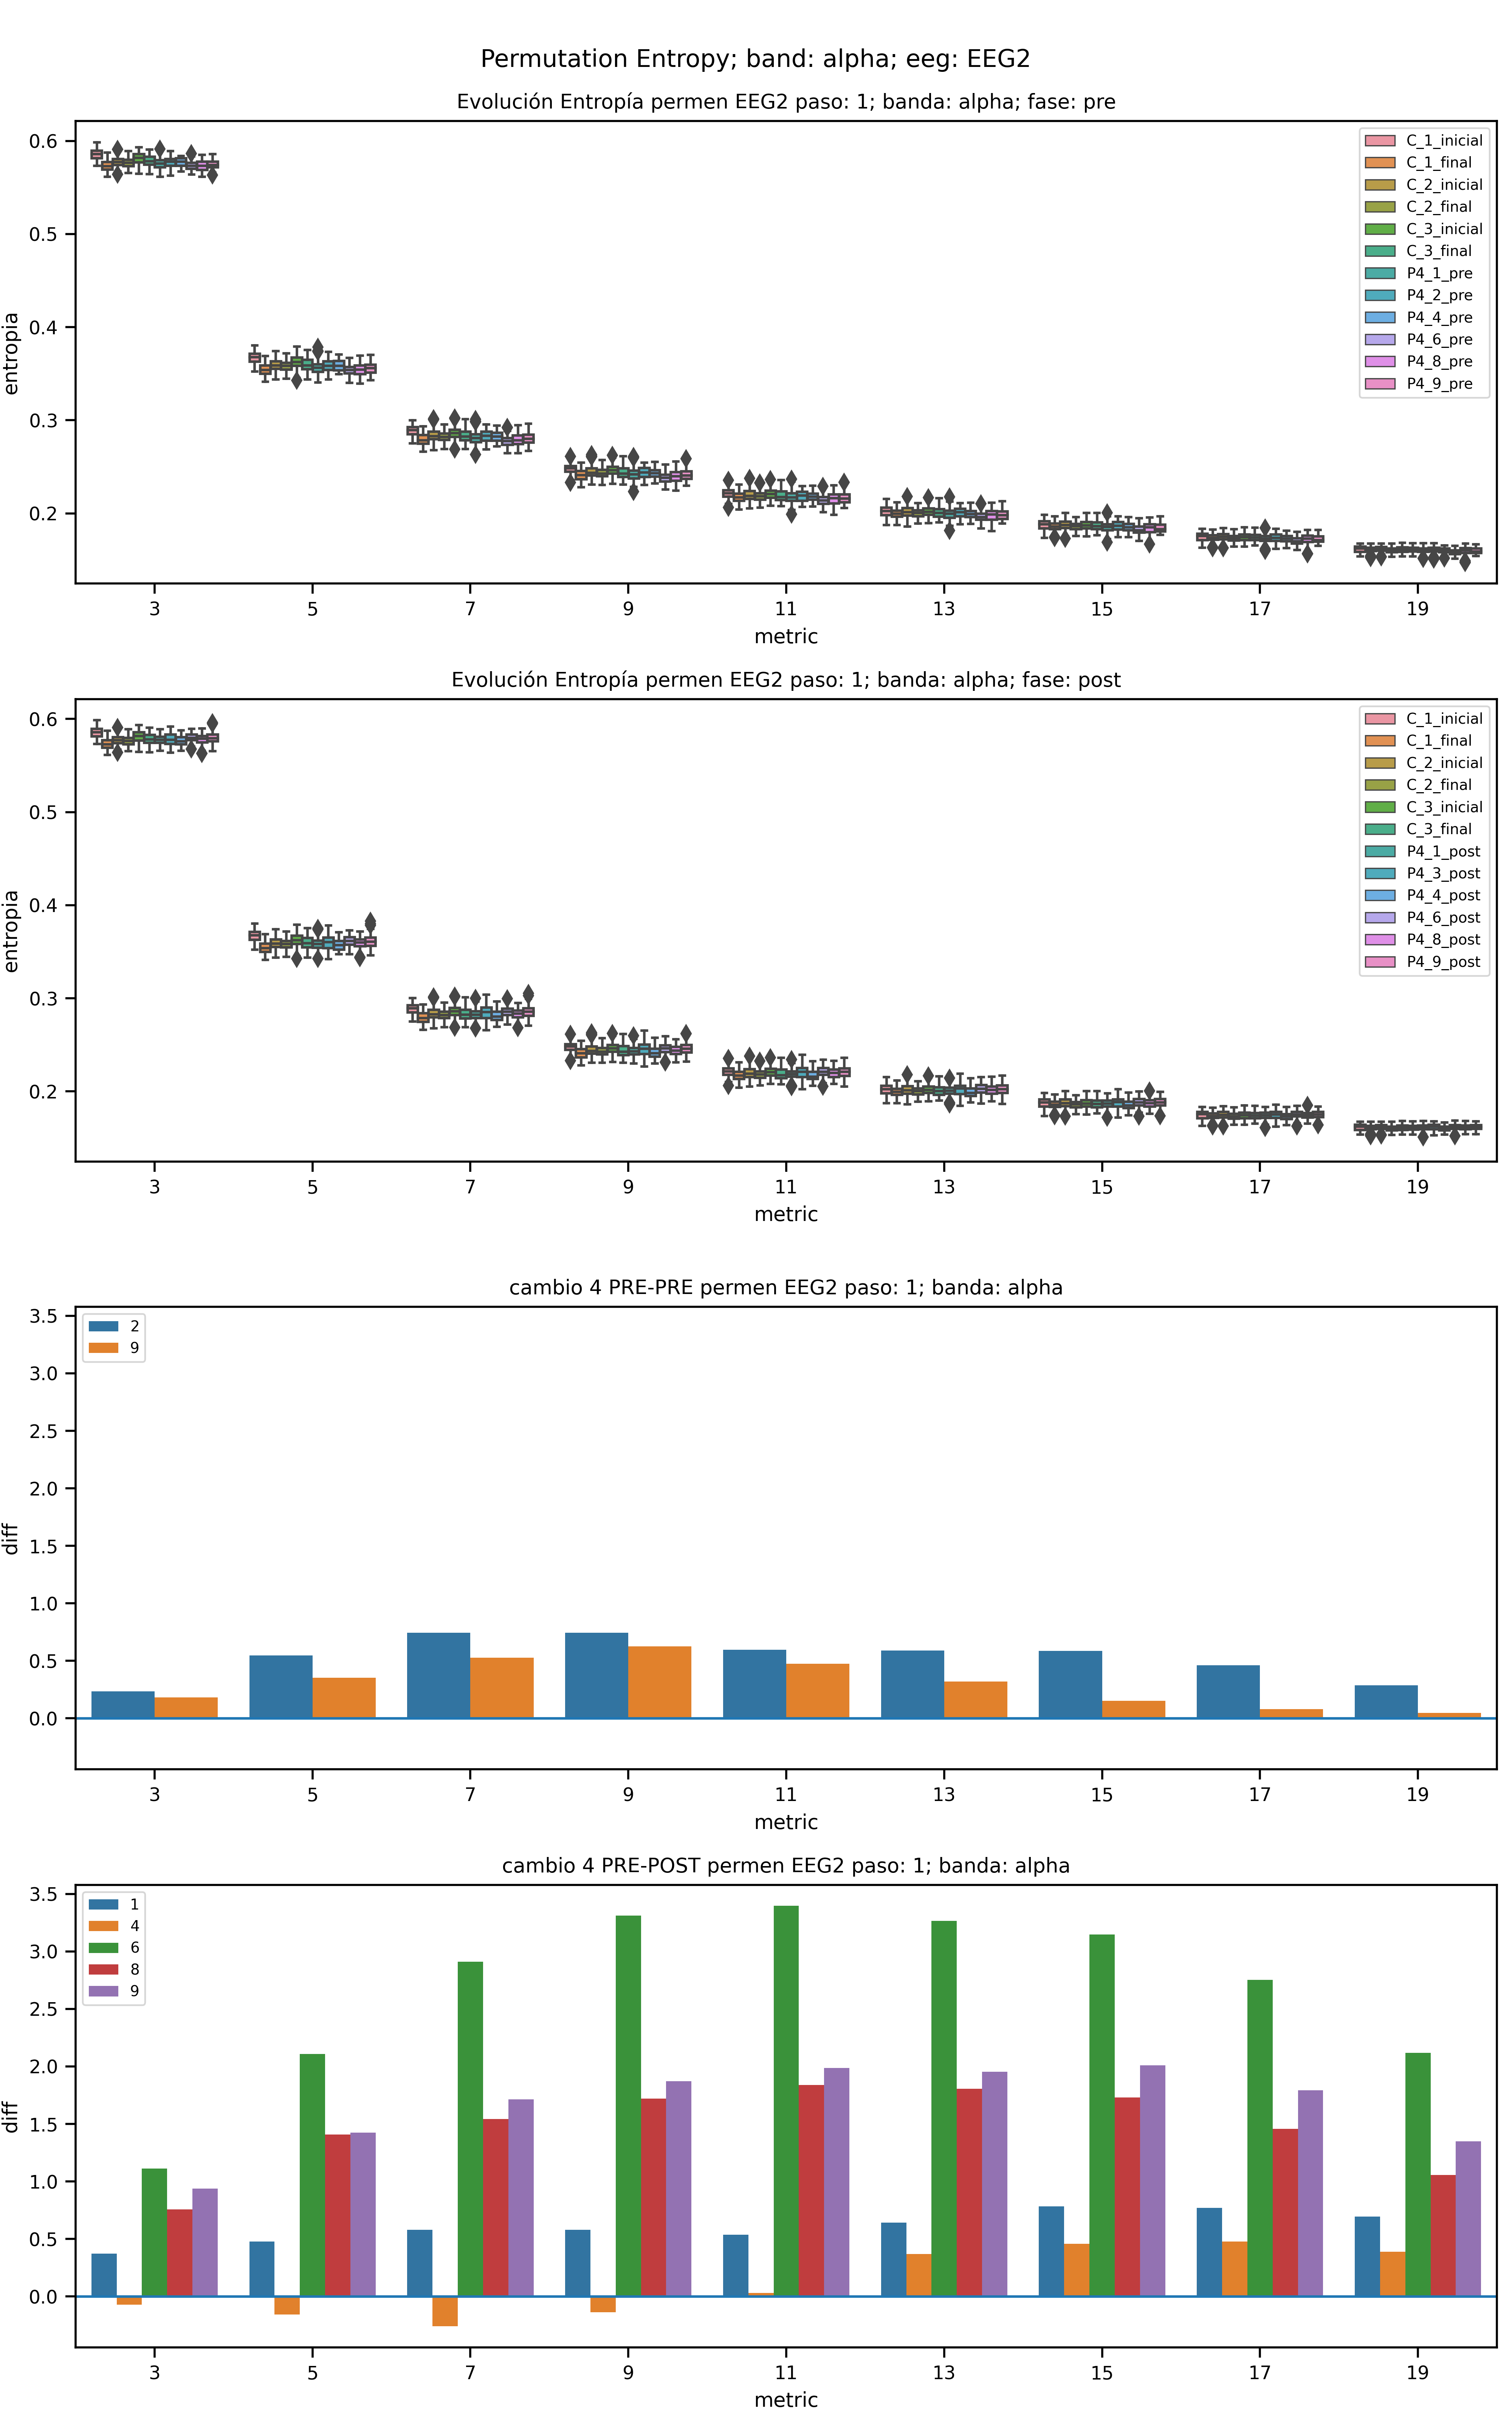 Permutation Entropy; band: alpha; eeg: EEG2
Evolución Entropía permen EEG2 paso: 1; banda: alpha; fase: pre
0.6
0.5
0.4
0.3
0.2
entropia
C_1_inicial
C_1_final
C_2_inicial
C_2_final
C_3_inicial
C_3_final
P4_1_pre
P4_2_pre
P4_4_pre
P4_6_pre
P4_8_pre
P4_9_pre
3 5 7 9 11 13 15 17 19
metric
Evolución Entropía permen EEG2 paso: 1; banda: alpha; fase: post
0.6
0.5
0.4
0.3
0.2
entropia
C_1_inicial
C_1_final
C_2_inicial
C_2_final
C_3_inicial
C_3_final
P4_1_post
P4_3_post
P4_4_post
P4_6_post
P4_8_post
P4_9_post
3 5 7 9 11 13 15 17 19
metric
cambio 4 PRE-PRE permen EEG2 paso: 1; banda: alpha
3.5
3.0
2.5
2.0
1.5
1.0
0.5
0.0
diff
2
9
3 5 7 9 11 13 15 17 19
metric
cambio 4 PRE-POST permen EEG2 paso: 1; banda: alpha
3.5
3.0
2.5
2.0
1.5
1.0
0.5
0.0
diff
1
4
6
8
9
3 5 7 9 11 13 15 17 19
metric